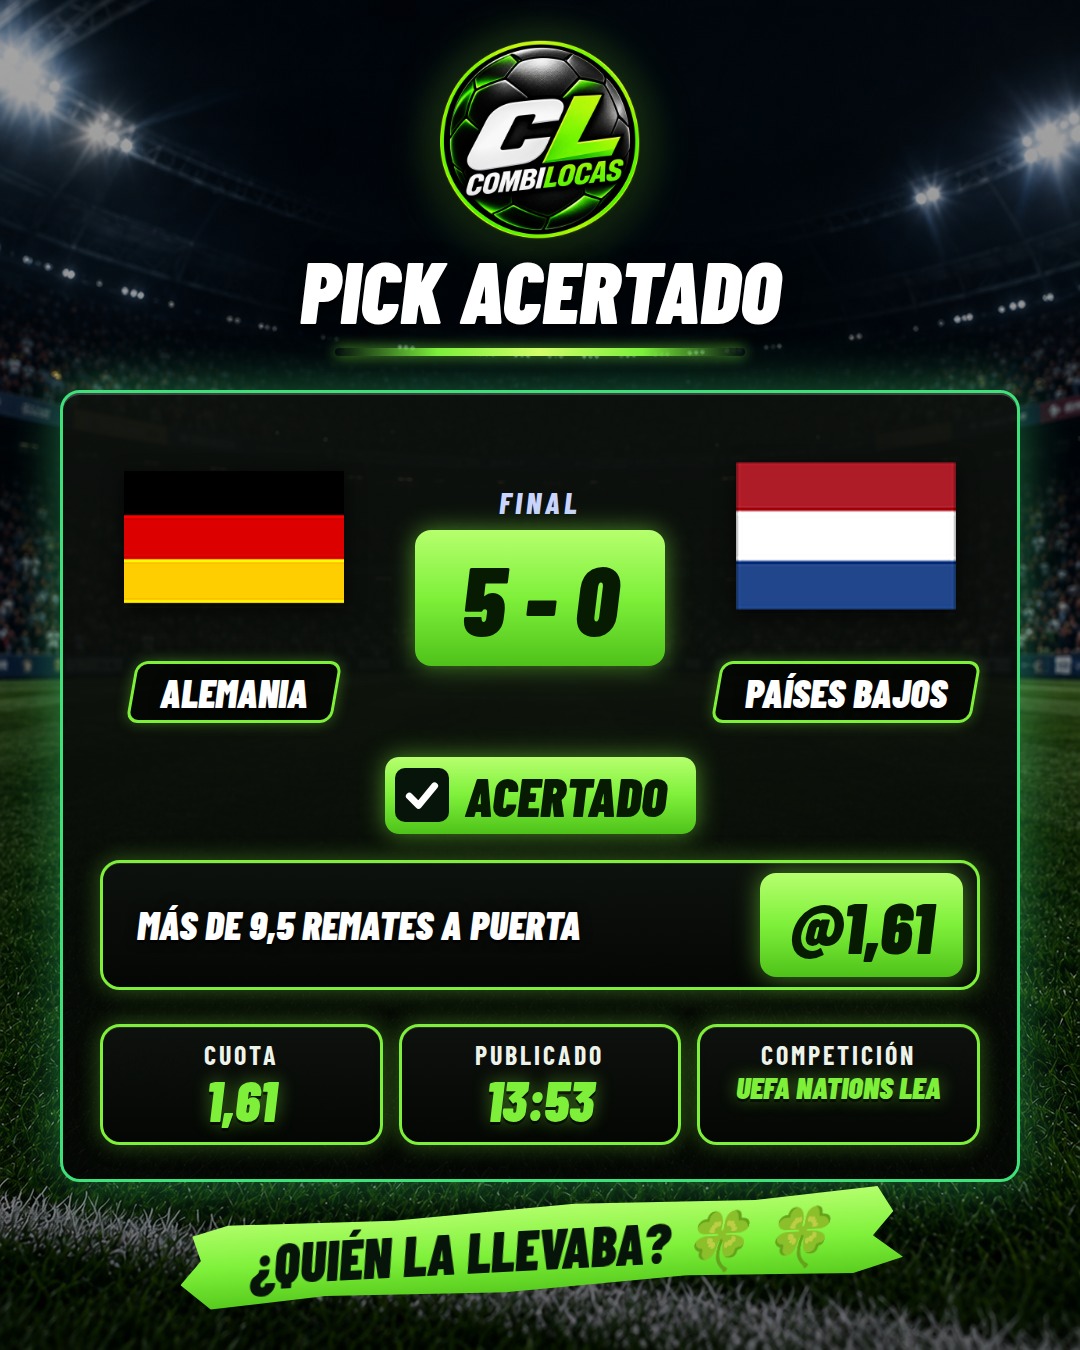 CL
COMBILOCAS
PICK ACERTADO
FINAL
5 - 0
ALEMANIA
PAÍSES BAJOS
ACERTADO
MÁS DE 9,5 REMATES A PUERTA
@1,61
CUOTA
1,61
PUBLICADO
13:53
COMPETICIÓN
UEFA NATIONS LEA
¿QUIÉN LA LLEVABA? 🍀 🍀